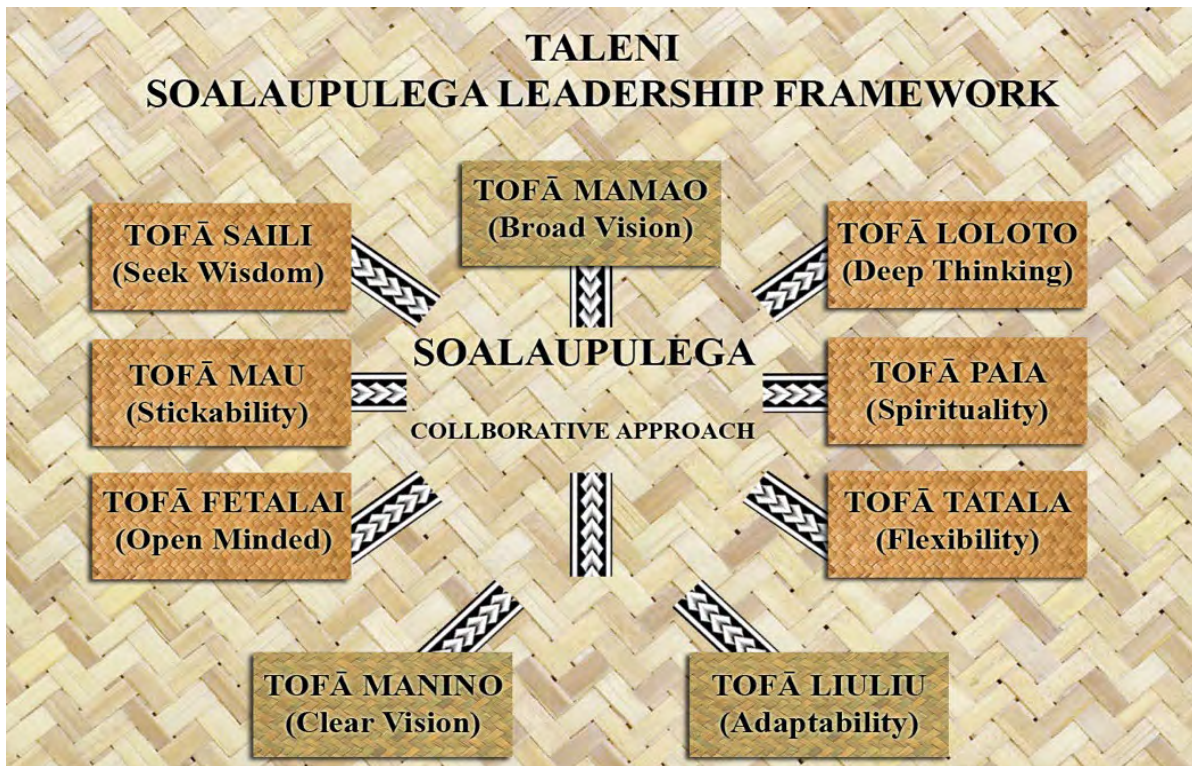 TALENI
SOALAUPULEGA LEADERSHIP FRAMEWORK
TOFĀ MAMAO
(Broad Vision)
TOFĀ SAILI
(Seek Wisdom)
TOFĀ LOLOTO
(Deep Thinking)
SOALAUPULEGA
COLLBORATIVE APPROACH
TOFĀ MAU
(Stickability)
TOFĀ PAIA
(Spirituality)
TOFĀ FETALAI
(Open Minded)
TOFĀ TATALA
(Flexibility)
TOFĀ MANINO
(Clear Vision)
TOFĀ LIULIU
(Adaptability)